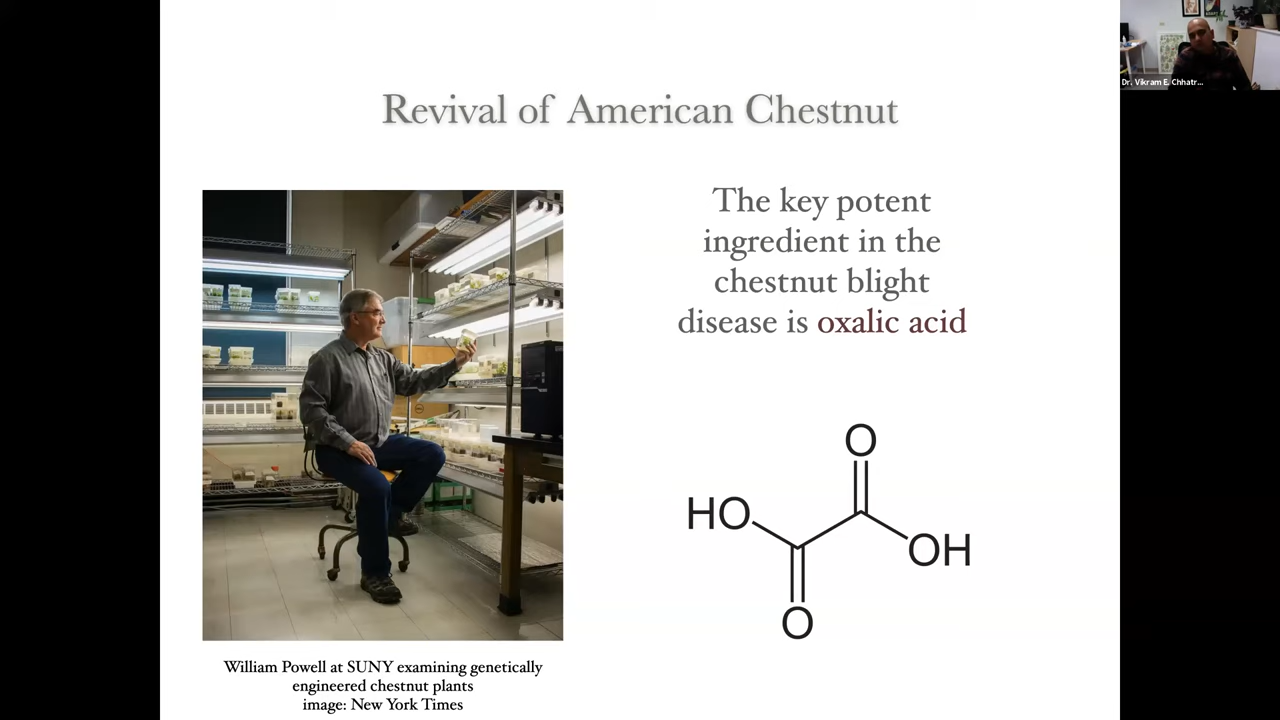 Revival of American Chestnut
The key potent
ingredient in the
chestnut blight
disease is oxalic acid
O
HO
OH
O
William Powell at SUNY examining genetically
engineered chestnut plants
image: New York Times
Dr. Vikram E. Chhatr...